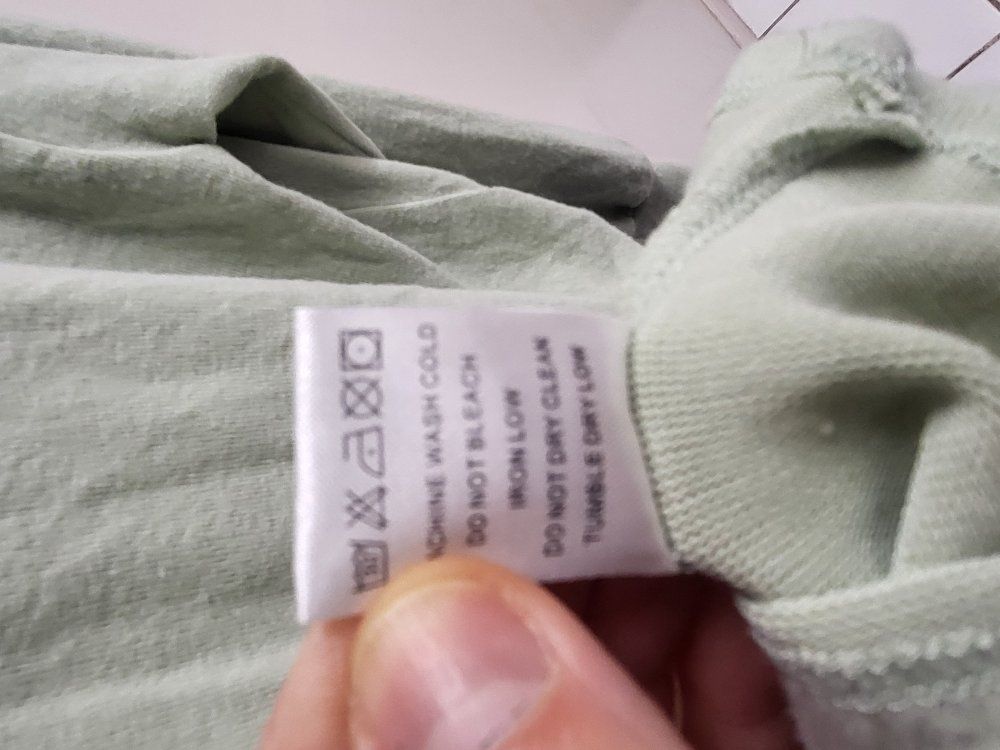 ACHINE WASH COLD
DO NOT BLEACH
IRON LOW
DO NOT DRY CLEAN
TUMBLE DRY LOW